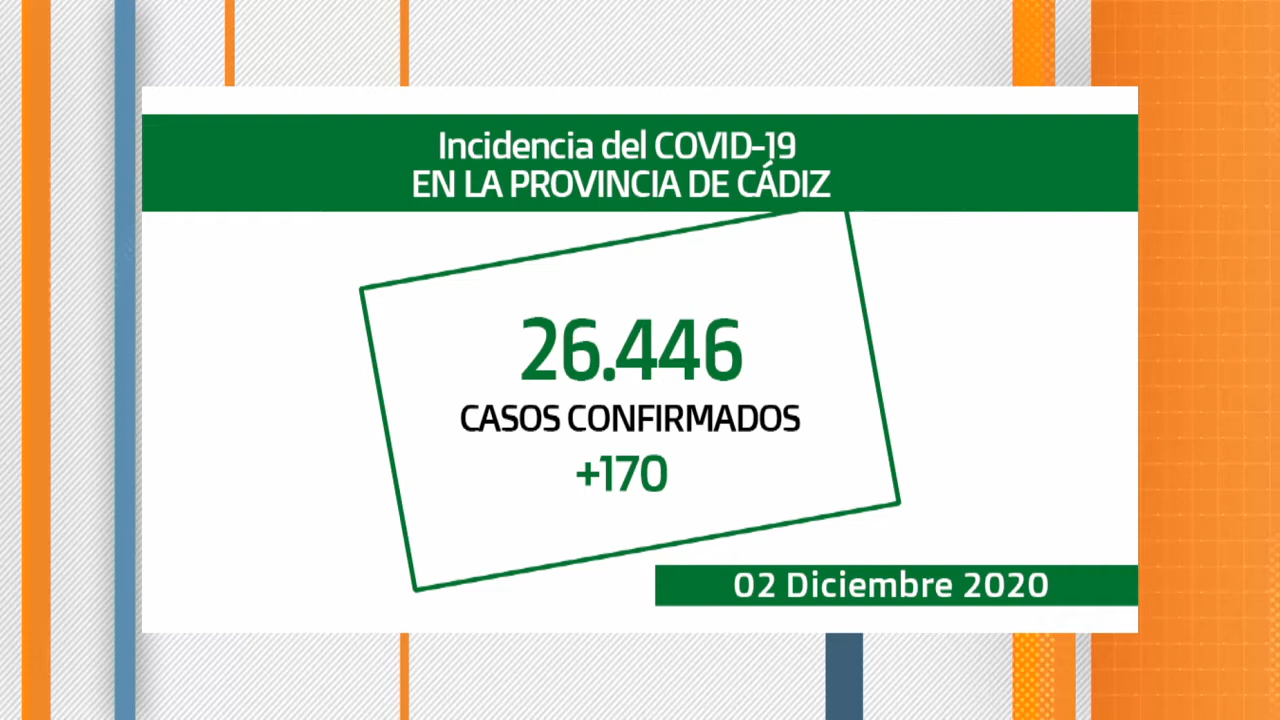 Incidencia del COVID-19
EN LA PROVINCIA DE CÁDIZ
26.446
CASOS CONFIRMADOS
+170
02 Diciembre 2020